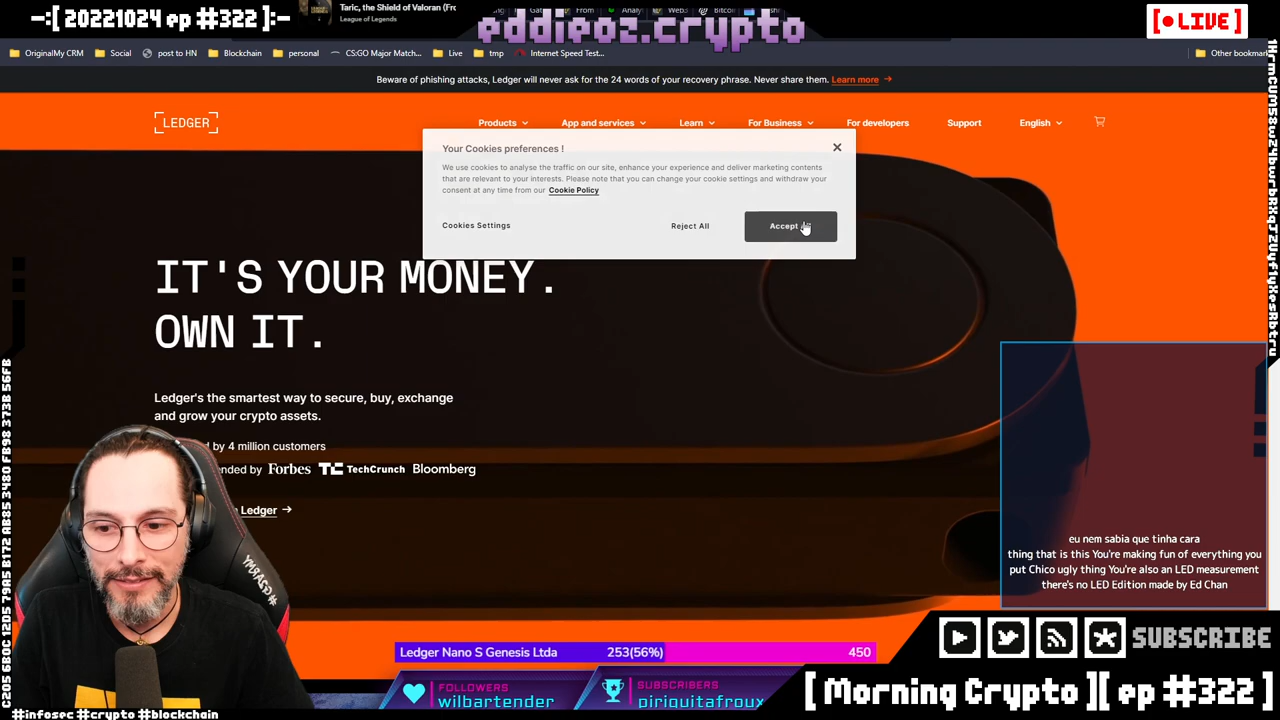 -:[ 20221024 ep #322 ]:-
Taric, the Shield of Valoran (Fro
League of Legends
eddieoz.crypto
[ ● LIVE ]
OriginalMy CRM
Social
post to HN
Blockchain
personal
CS:GO Major Match...
Live
tmp
Internet Speed Test...
Other bookmar
Beware of phishing attacks, Ledger will never ask for the 24 words of your recovery phrase. Never share them. Learn more →
[LEDGER]
Products
App and services
Learn
For Business
For developers
Support
English
Your Cookies preferences !
We use cookies to analyse the traffic on our site, enhance your experience and deliver marketing contents
that are relevant to your interests. Please note that you can change your cookie settings and withdraw your
consent at any time from our Cookie Policy
Cookies Settings
Reject All
Accept
IT'S YOUR MONEY.
OWN IT.
Ledger's the smartest way to secure, buy, exchange
and grow your crypto assets.
d by 4 million customers
nded by Forbes TechCrunch Bloomberg
Ledger →
eu nem sabia que tinha cara
thing that is this You're making fun of everything you
put Chico ugly thing You're also an LED measurement
there's no LED Edition made by Ed Chan
Ledger Nano S Genesis Ltda 253(56%) 450
FOLLOWERS
wilbartender
SUBSCRIBERS
piriguitafroux
SUBSCRIBE
[ Morning Crypto ][ ep #322 ]
#infosec #crypto #blockchain